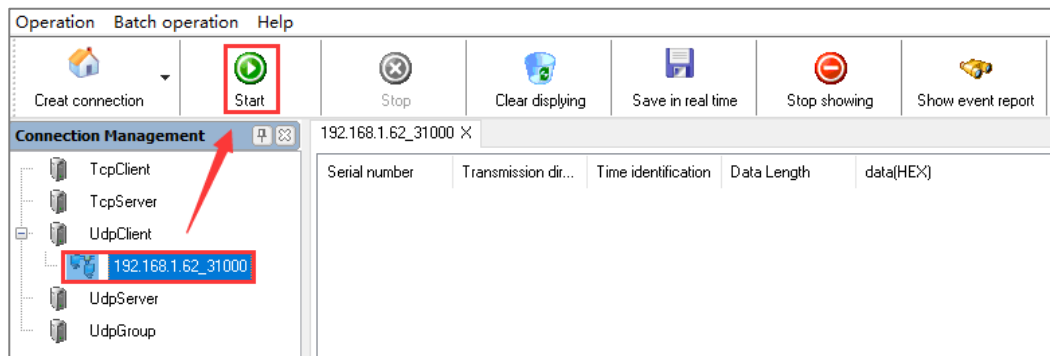 Operation Batch operation Help
Creat connection Start Stop Clear displying Save in real time Stop showing Show event report
Connection Management 192.168.1.62_31000
TcpClient Serial number Transmission dir... Time identification Data Length data(HEX)
TcpServer
UdpClient
192.168.1.62_31000
UdpServer
UdpGroup